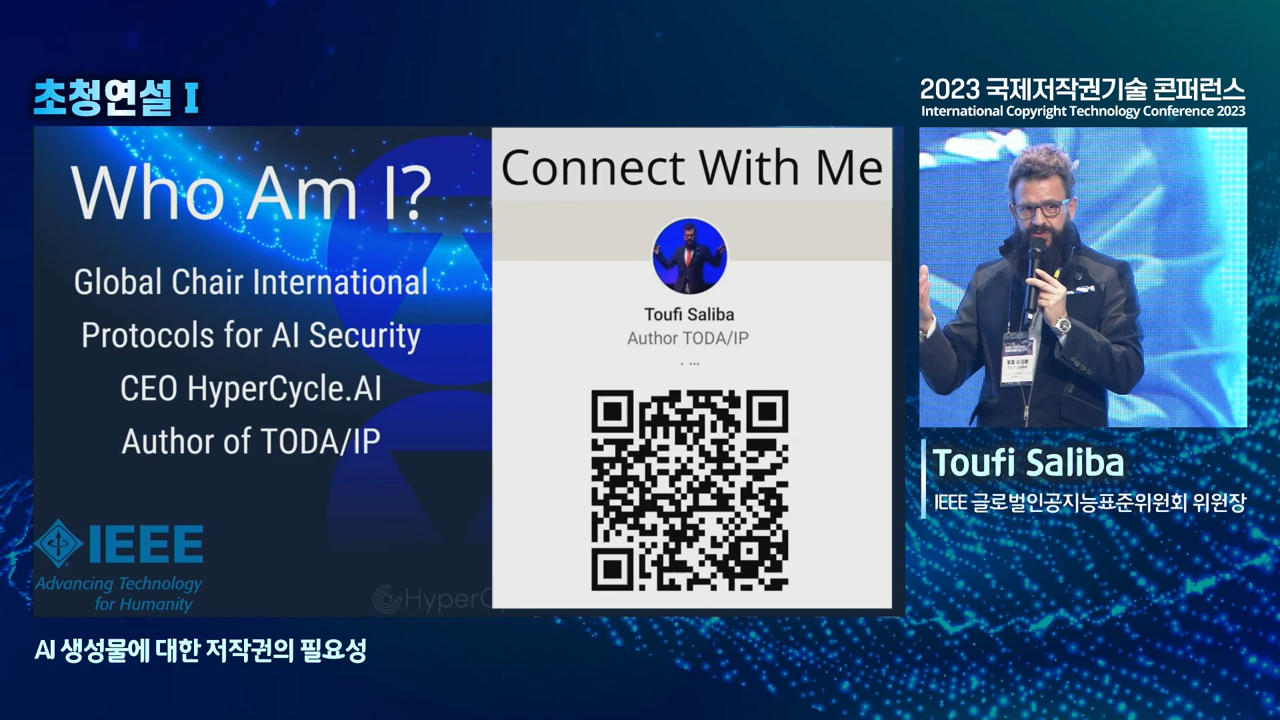 초청연설 I
2023 국제저작권기술 콘퍼런스
International Copyright Technology Conference 2023
Who Am I?
Global Chair International
Protocols for AI Security
CEO HyperCycle.AI
Author of TODA/IP
IEEE
Advancing Technology
for Humanity
Connect With Me
Toufi Saliba
Author TODA/IP
Toufi Saliba
IEEE 글로벌인공지능표준위원회 위원장
AI 생성물에 대한 저작권의 필요성